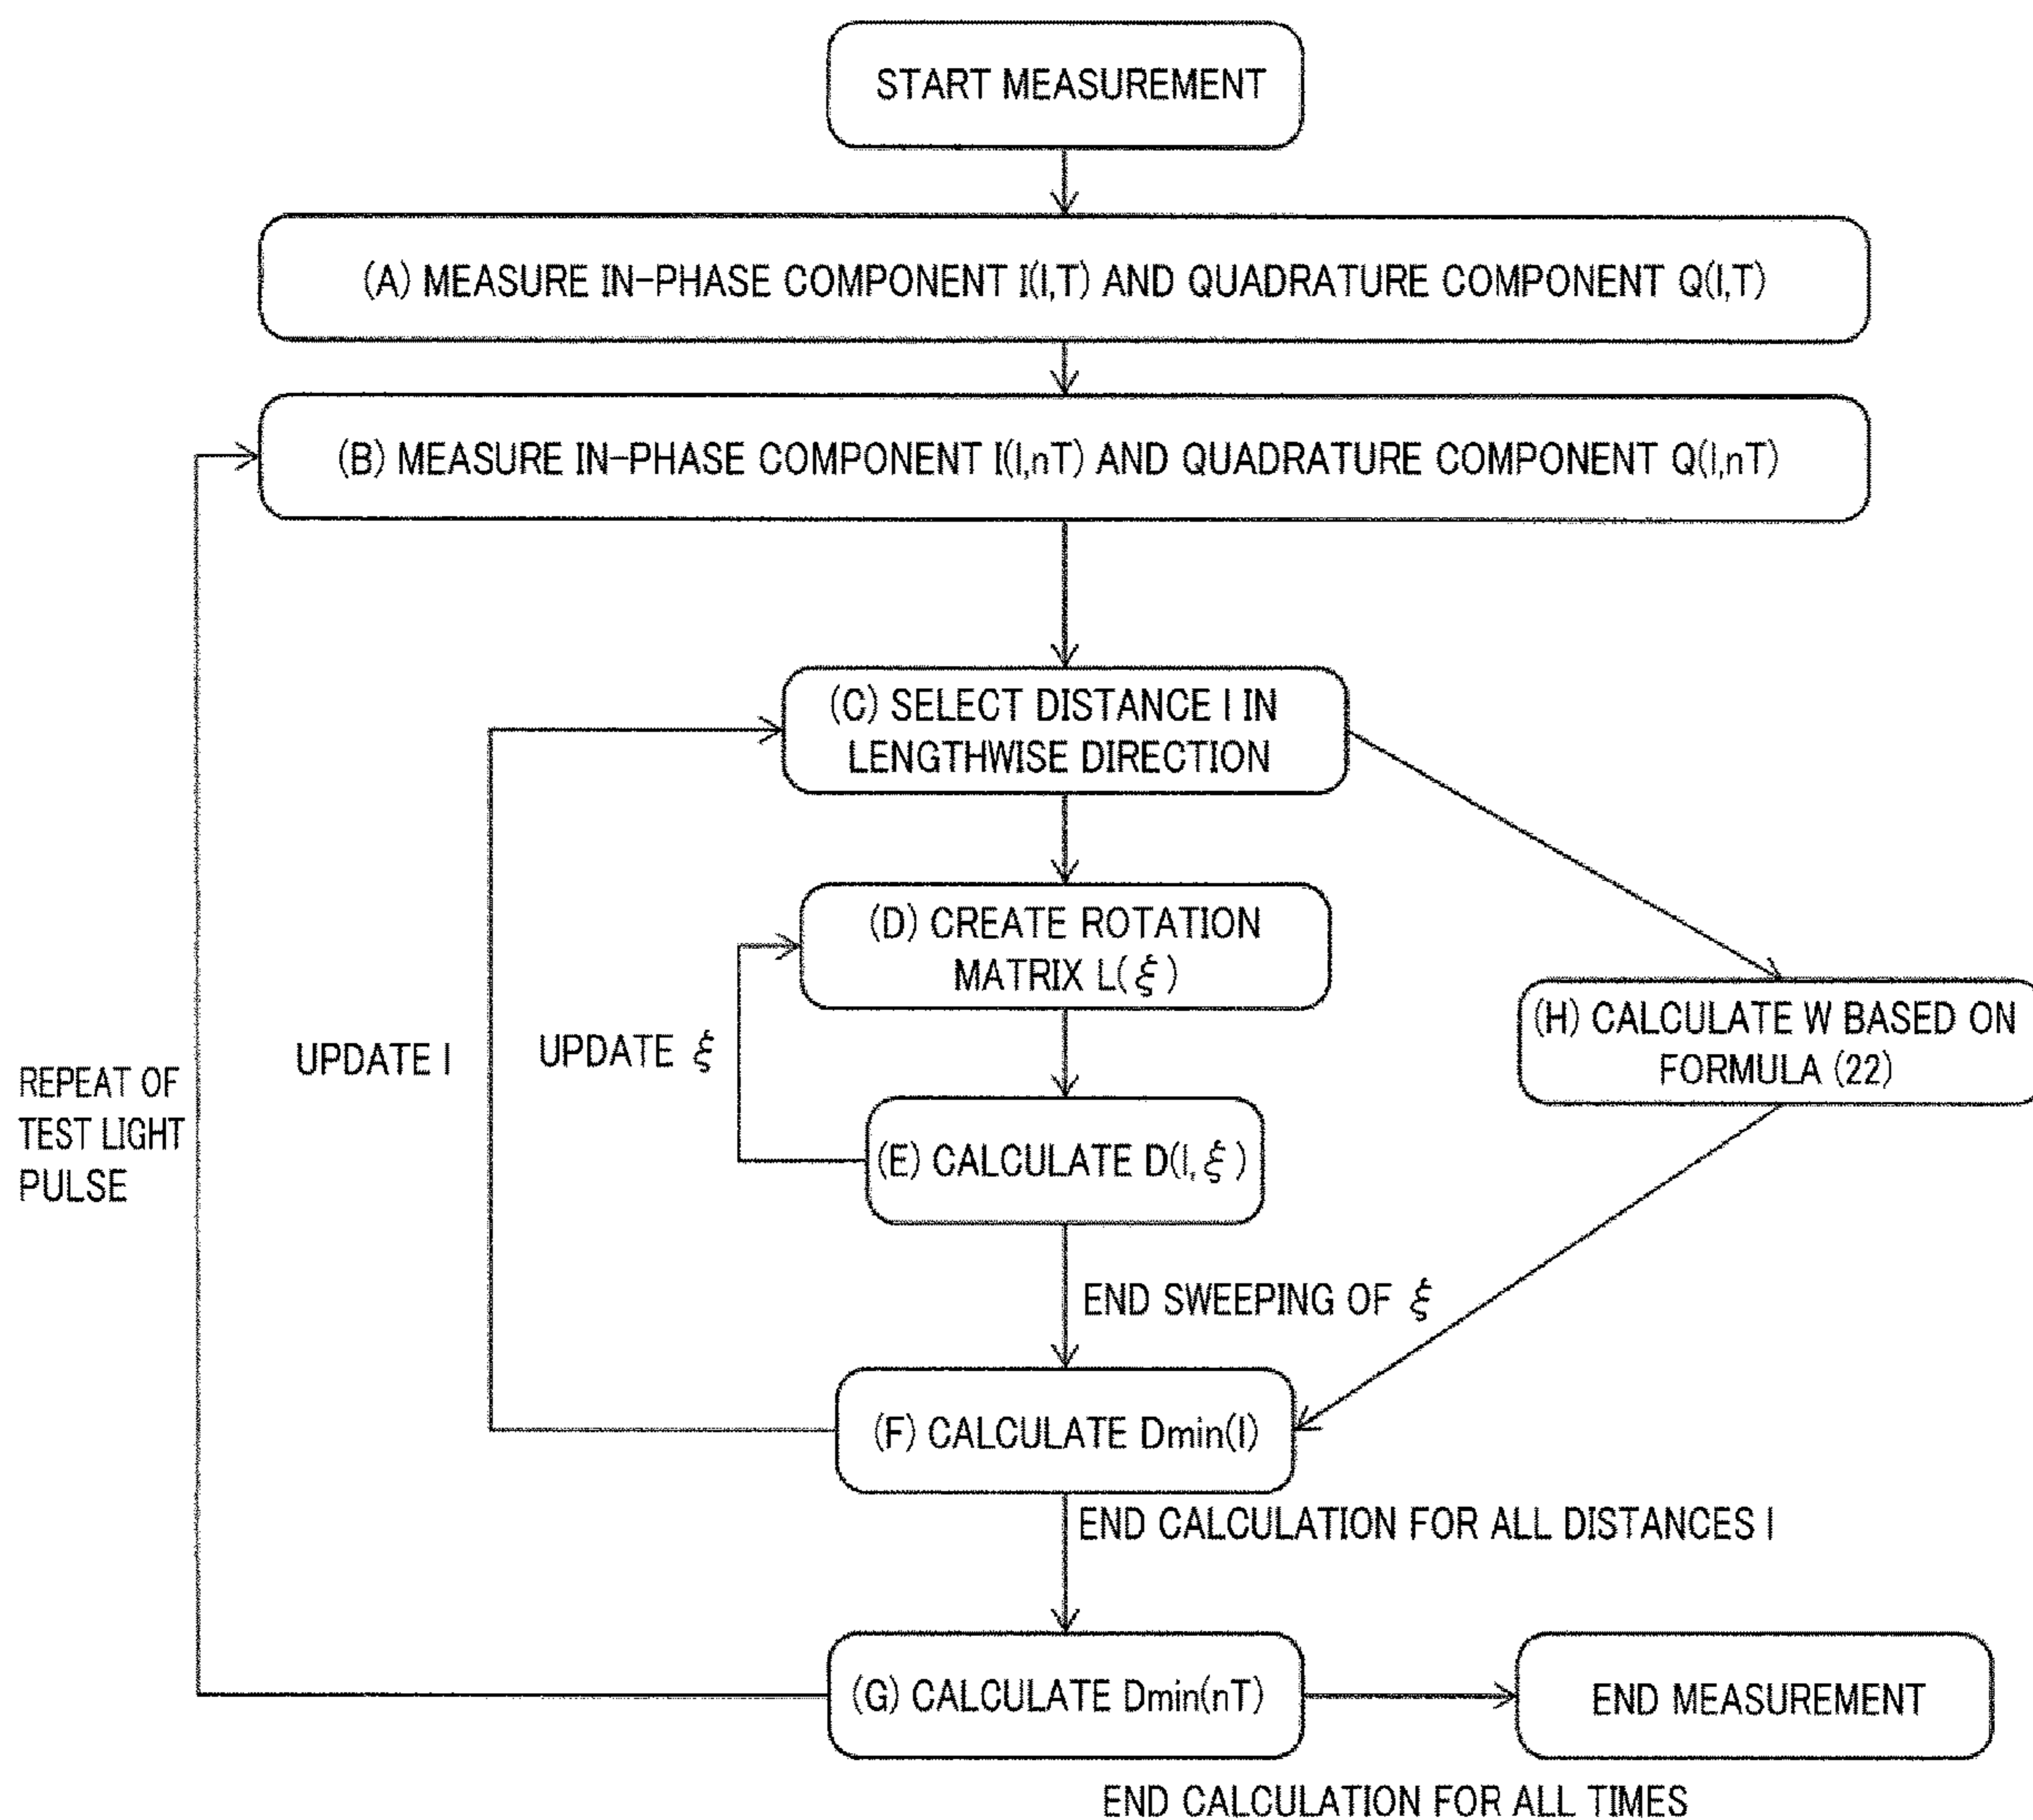 START MEASUREMENT
(A) MEASURE IN-PHASE COMPONENT I(l,T) AND QUADRATURE COMPONENT Q(l,T)
(B) MEASURE IN-PHASE COMPONENT I(l,nT) AND QUADRATURE COMPONENT Q(l,nT)
(C) SELECT DISTANCE l IN
LENGTHWISE DIRECTION
(D) CREATE ROTATION
MATRIX L(ξ)
(H) CALCULATE W BASED ON
FORMULA (22)
UPDATE l
UPDATE ξ
REPEAT OF
TEST LIGHT
PULSE
(E) CALCULATE D(l,ξ)
END SWEEPING OF ξ
(F) CALCULATE Dmin(l)
END CALCULATION FOR ALL DISTANCES l
(G) CALCULATE Dmin(nT)
END MEASUREMENT
END CALCULATION FOR ALL TIMES